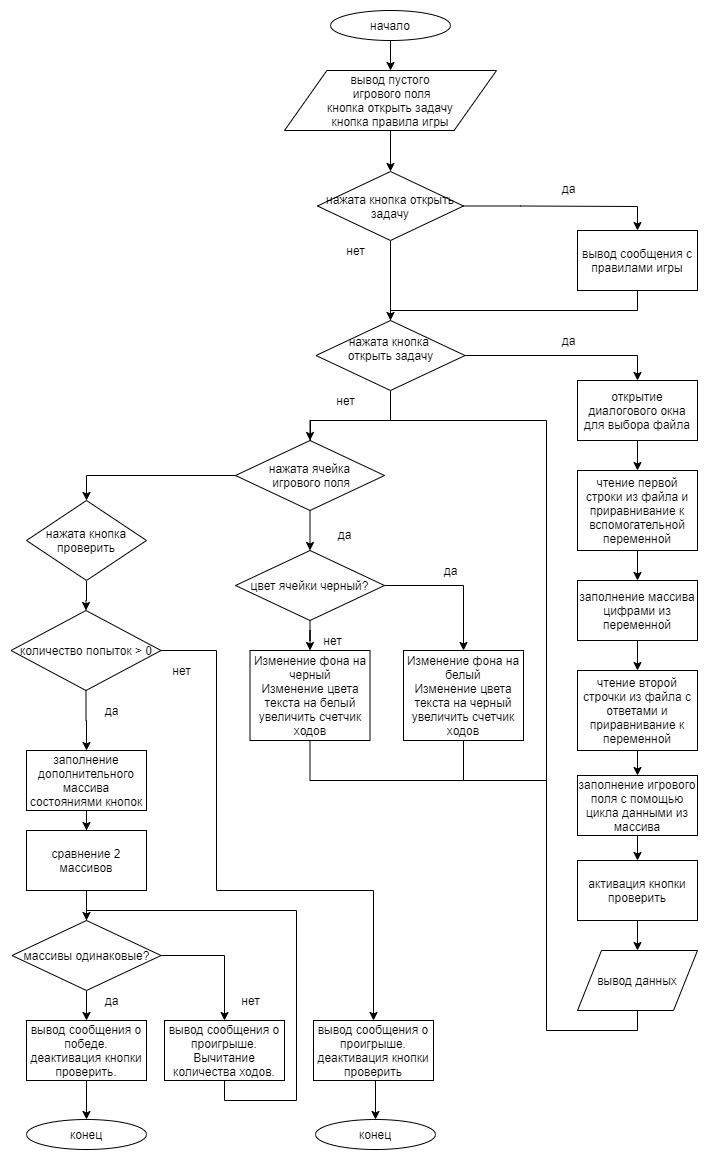 начало
вывод пустого
игрового поля
кнопка открыть задачу
кнопка правила игры
нажата кнопка открыть
задачу
да
нет
вывод сообщения с
правилами игры
нажата кнопка
открыть задачу
да
нет
открытие
диалогового окна
для выбора файла
нажата ячейка
игрового поля
чтение первой
строки из файла и
приравнивание к
вспомогательной
переменной
нажата кнопка
проверить
да
цвет ячейки черный?
да
нет
заполнение массива
цифрами из
переменной
количество попыток > 0
нет
да
Изменение фона на
черный
Изменение цвета
текста на белый
увеличить счетчик
ходов
Изменение фона на
белый
Изменение цвета
текста на черный
увеличить счетчик
ходов
чтение второй
строчки из файла с
ответами и
приравнивание к
переменной
заполнение
дополнительного
массива
состояниями кнопок
заполнение игрового
поля с помощью
цикла данными из
массива
сравнение 2
массивов
активация кнопки
проверить
массивы одинаковые?
да
нет
вывод данных
вывод сообщения о
победе.
деактивация кнопки
проверить.
вывод сообщения о
проигрыше.
Вычитание
количества ходов.
вывод сообщения о
проигрыше.
деактивация кнопки
проверить
конец
конец